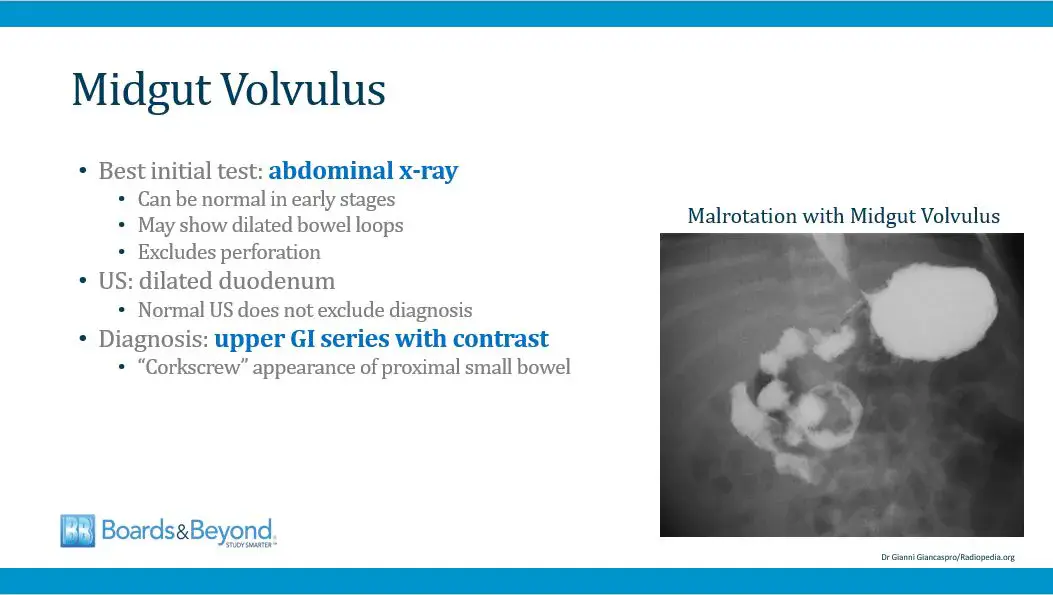 Midgut Volvulus
• Best initial test: abdominal x-ray
• Can be normal in early stages
• May show dilated bowel loops
• Excludes perforation
• US: dilated duodenum
• Normal US does not exclude diagnosis
• Diagnosis: upper GI series with contrast
• “Corkscrew” appearance of proximal small bowel
Malrotation with Midgut Volvulus
BB Boards&Beyond.
STUDY SMARTER™
Dr Gianni Giancaspro/Radiopedia.org